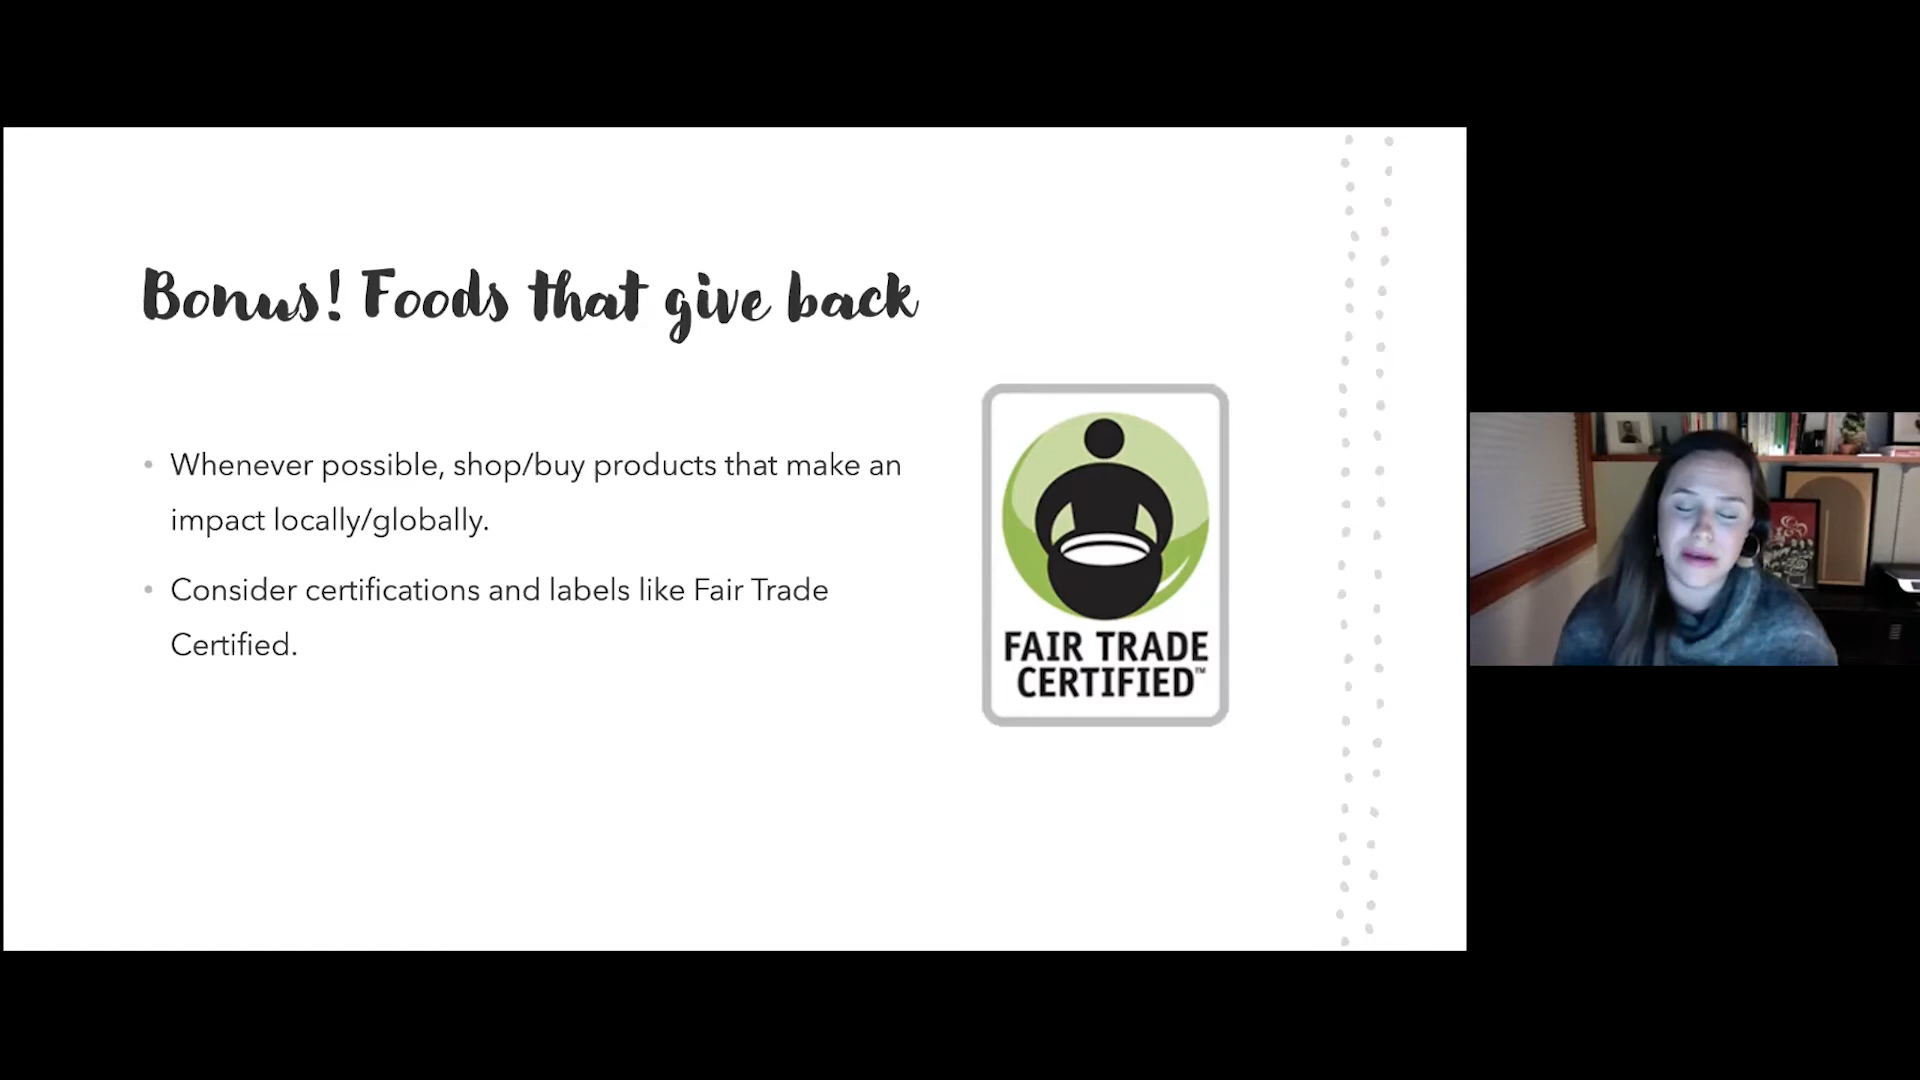 Bonus! Foods that give back
• Whenever possible, shop/buy products that make an
impact locally/globally.
• Consider certifications and labels like Fair Trade
Certified.
FAIR TRADE
CERTIFIED™